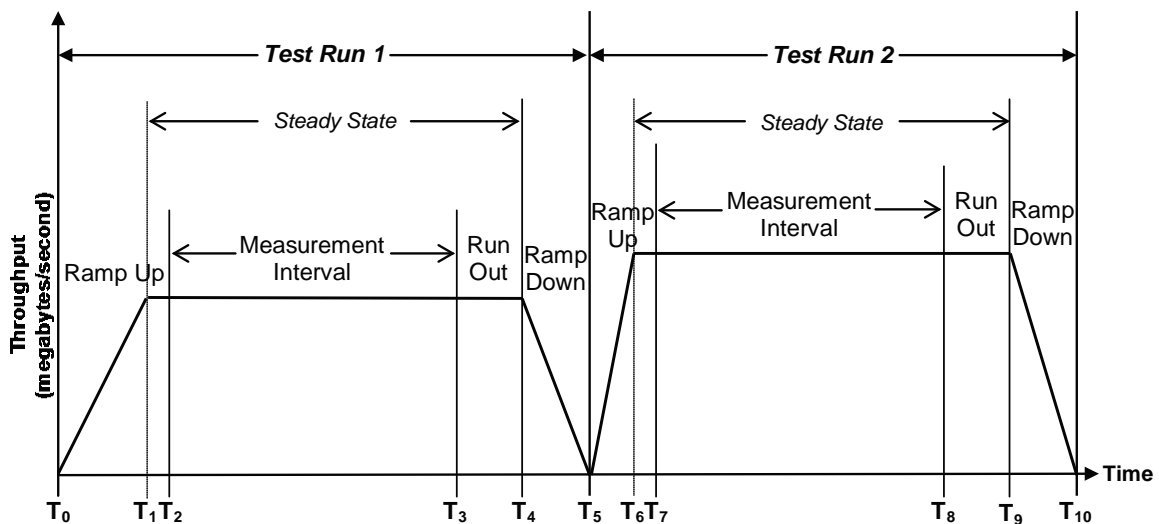 Test Run 1
Test Run 2
Steady State
Steady State
Ramp Up
Measurement
Interval
Run
Out
Ramp
Down
Ramp
Up
Measurement
Interval
Run
Out
Ramp
Down
Throughput
(megabytes/second)
Time
T0 T1 T2 T3 T4 T5 T6 T7 T8 T9 T10